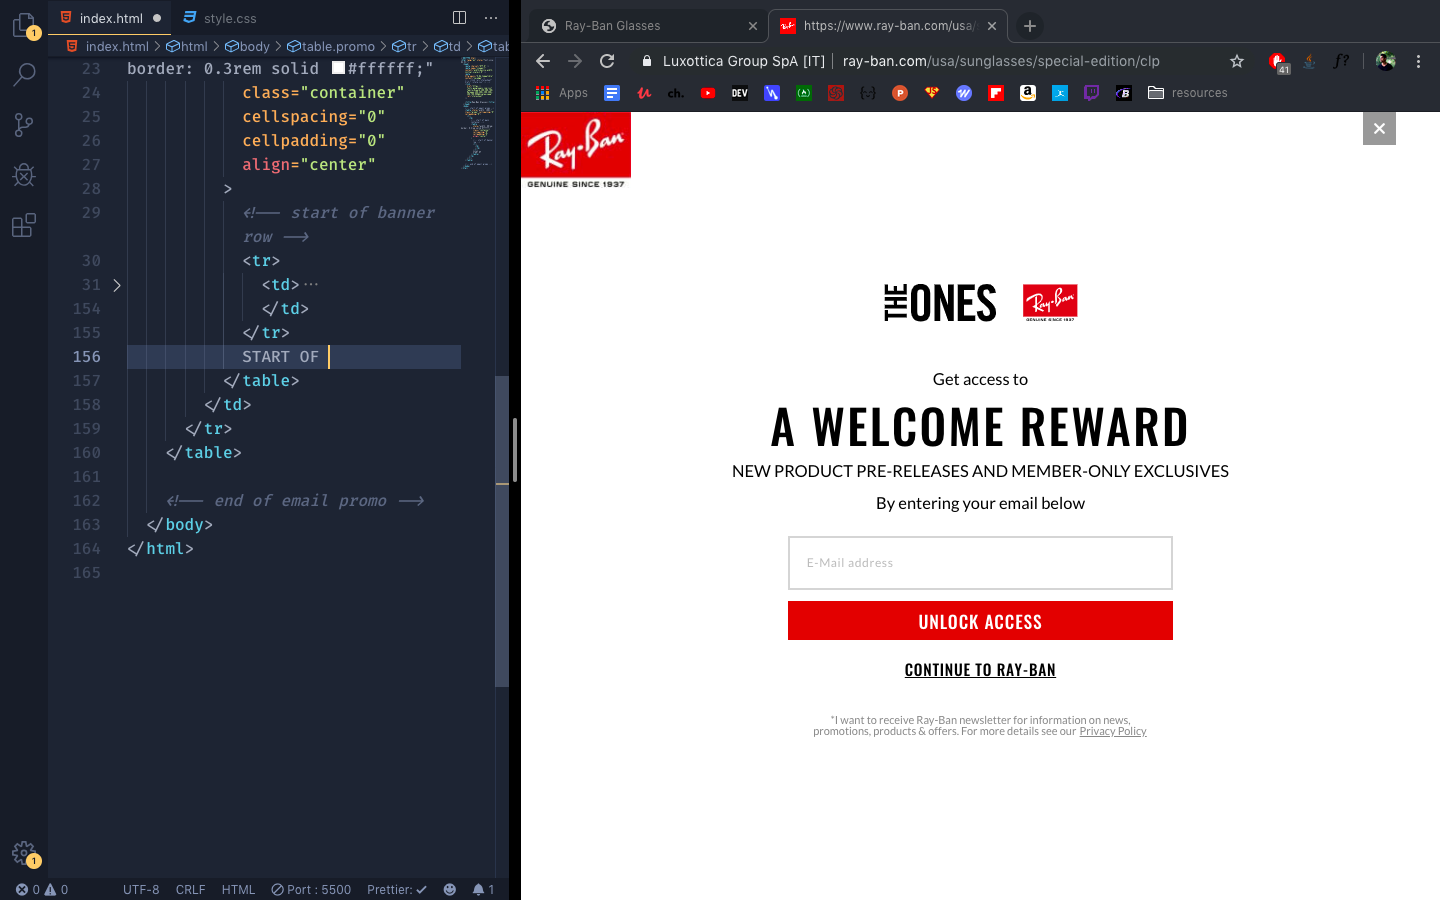 index.html
style.css
index.html > html > body > table.promo > tr > td > tab
23 border: 0.3rem solid #ffffff;"
24 class="container"
25 cellspacing="0"
26 cellpadding="0"
27 align="center"
28 >
29 <!-- start of banner
row -->
30 <tr>
31 <td>···
154 </td>
155 </tr>
156 START OF
157 </table>
158 </td>
159 </tr>
160 </table>
161
162 <!-- end of email promo -->
163 </body>
164 </html>
165
1
1
0 0 UTF-8 CRLF HTML Port : 5500 Prettier: 1
Ray-Ban Glasses
https://www.ray-ban.com/usa/
Luxottica Group SpA [IT] | ray-ban.com/usa/sunglasses/special-edition/clp
41
f?
Apps
ch.
DEV
resources
Ray-Ban
GENUINE SINCE 1937
THE ONES
Ray-Ban
GENUINE SINCE 1937
Get access to
A WELCOME REWARD
NEW PRODUCT PRE-RELEASES AND MEMBER-ONLY EXCLUSIVES
By entering your email below
E-Mail address
UNLOCK ACCESS
CONTINUE TO RAY-BAN
*I want to receive Ray-Ban newsletter for information on news,
promotions, products & offers. For more details see our Privacy Policy